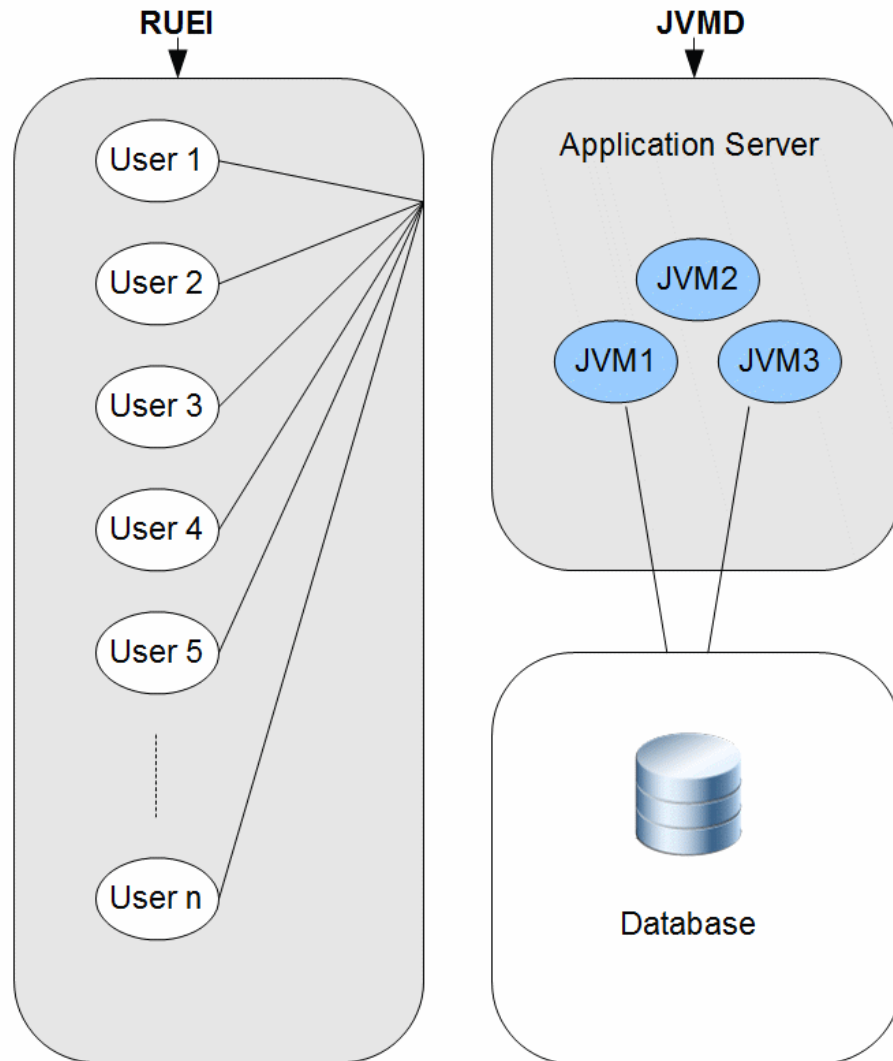 RUEI
User 1
User 2
User 3
User 4
User 5
User n
JVMD
Application Server
JVM2
JVM1
JVM3
Database